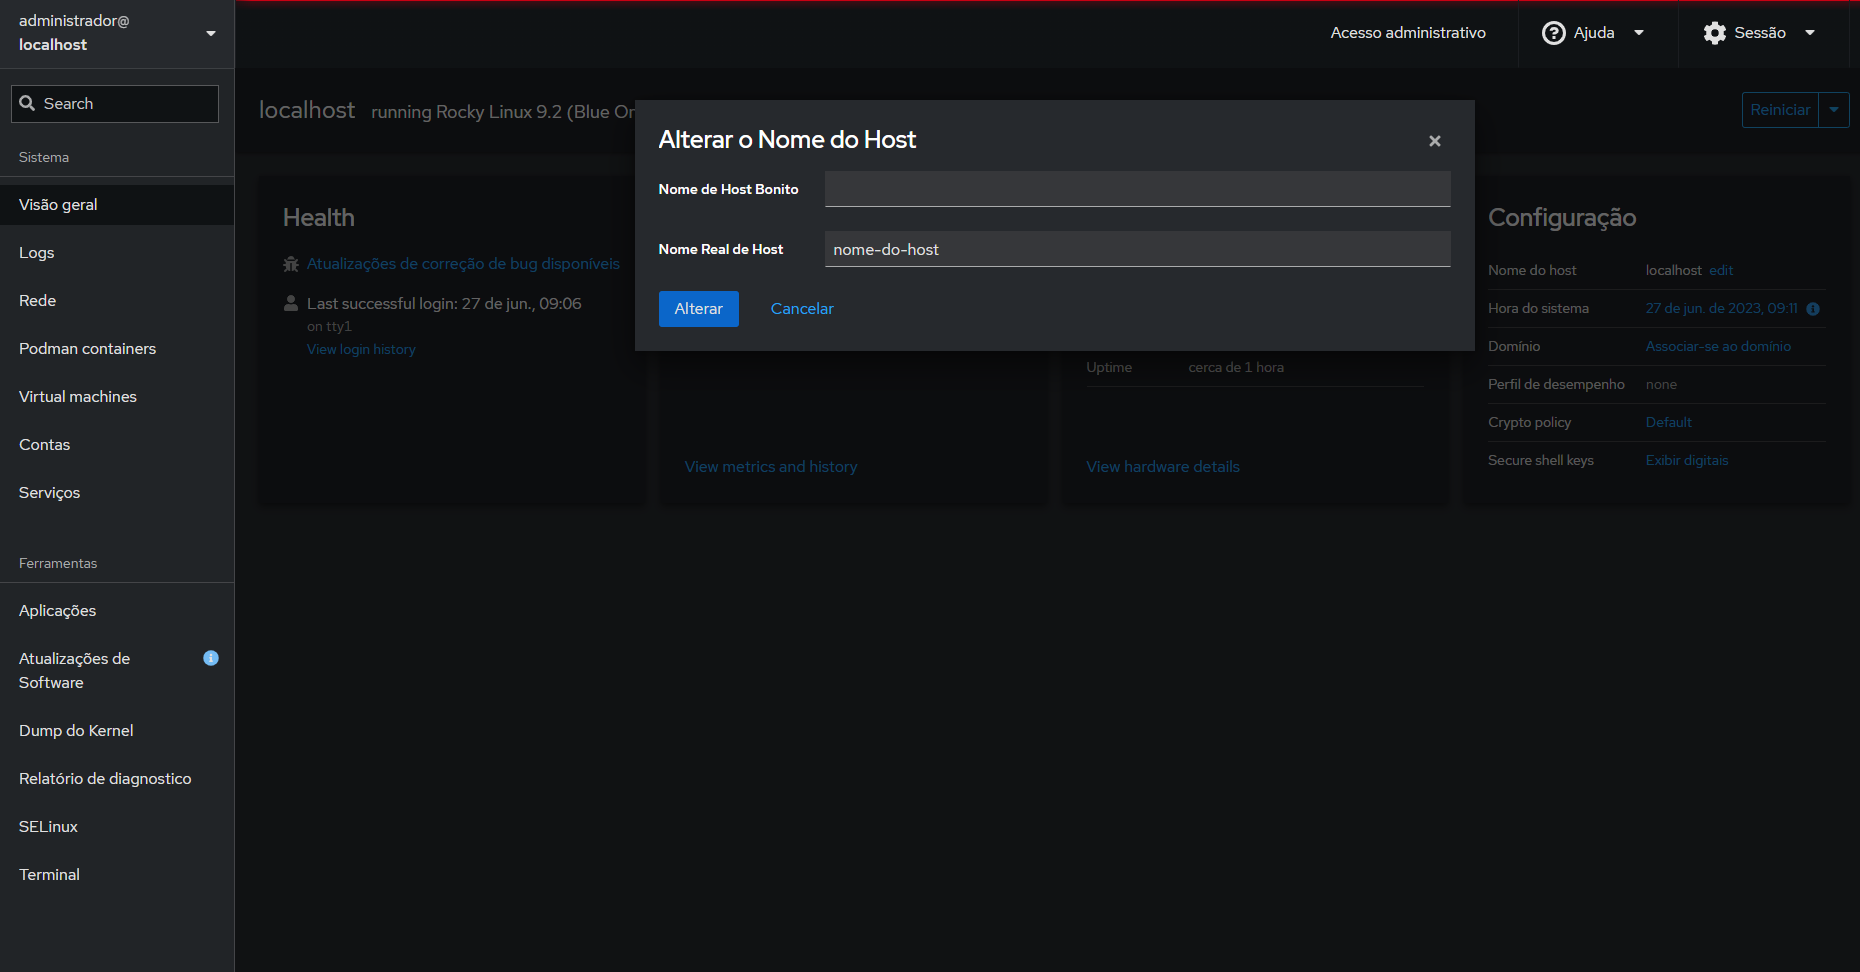 administrador@
localhost
Search
Sistema
Visão geral
Logs
Rede
Podman containers
Virtual machines
Contas
Serviços
Ferramentas
Aplicações
Atualizações de
Software
Dump do Kernel
Relatório de diagnostico
SELinux
Terminal
Acesso administrativo
Ajuda
Sessão
localhost running Rocky Linux 9.2 (Blue On
Reiniciar
Alterar o Nome do Host
Nome de Host Bonito
Nome Real de Host nome-do-host
Alterar Cancelar
Health
Atualizações de correção de bug disponíveis
Last successful login: 27 de jun., 09:06
on tty1
View login history
View metrics and history
Uptime cerca de 1 hora
View hardware details
Configuração
Nome do host localhost edit
Hora do sistema 27 de jun. de 2023, 09:11
Domínio Associar-se ao domínio
Perfil de desempenho none
Crypto policy Default
Secure shell keys Exibir digitais